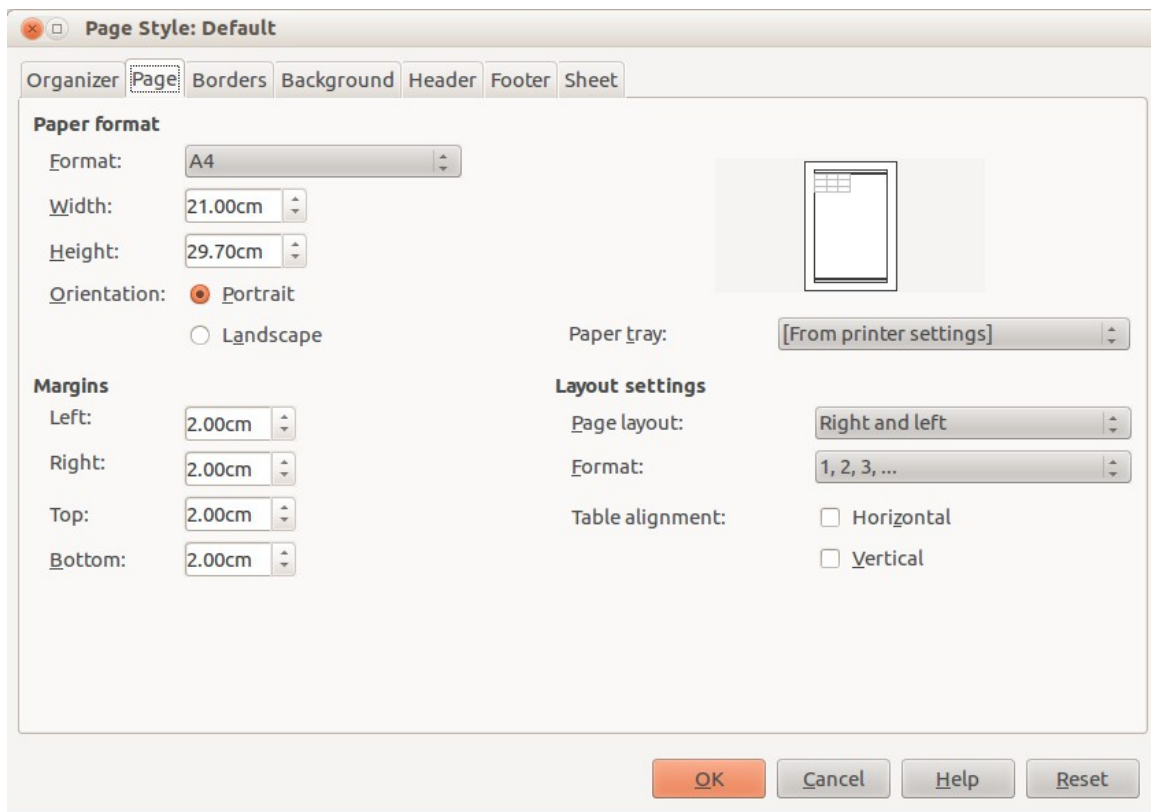 Page Style: Default
Organizer Page Borders Background Header Footer Sheet
Paper format
Format: A4
Width: 21.00cm
Height: 29.70cm
Orientation: Portrait
Landscape
Paper tray: [From printer settings]
Margins
Left: 2.00cm
Right: 2.00cm
Top: 2.00cm
Bottom: 2.00cm
Layout settings
Page layout: Right and left
Format: 1, 2, 3, ...
Table alignment: Horizontal
Vertical
OK Cancel Help Reset